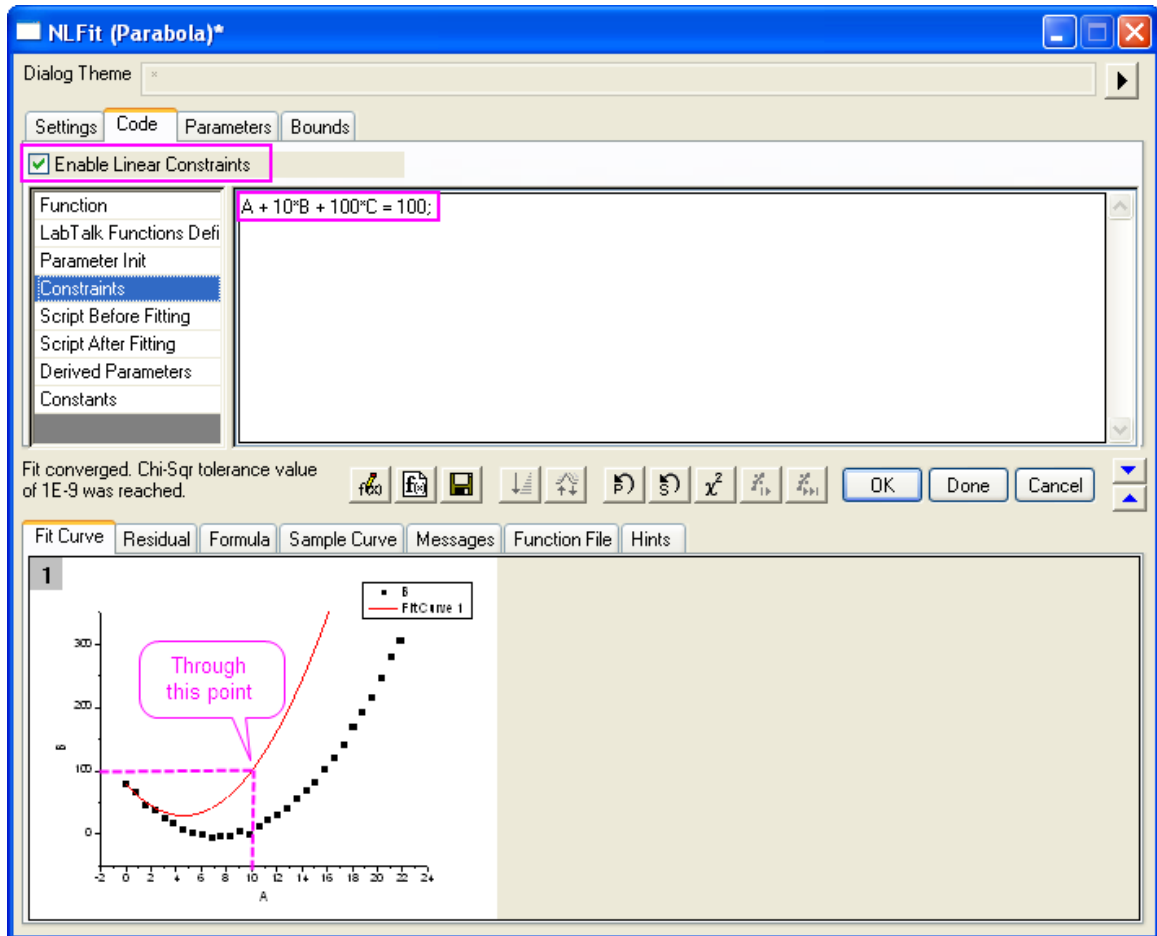 NLFit (Parabola)*
Dialog Theme *
Settings Code Parameters Bounds
Enable Linear Constraints
Function
LabTalk Functions Defi
Parameter Init
Constraints
Script Before Fitting
Script After Fitting
Derived Parameters
Constants
A + 10*B + 100*C = 100;
Fit converged. Chi-Sqr tolerance value
of 1E-9 was reached.
OK Done Cancel
Fit Curve Residual Formula Sample Curve Messages Function File Hints
1
B
Fit Curve 1
300
200
100
0
B
Through
this point
-2 0 2 4 6 8 10 12 14 16 18 20 22 24
A